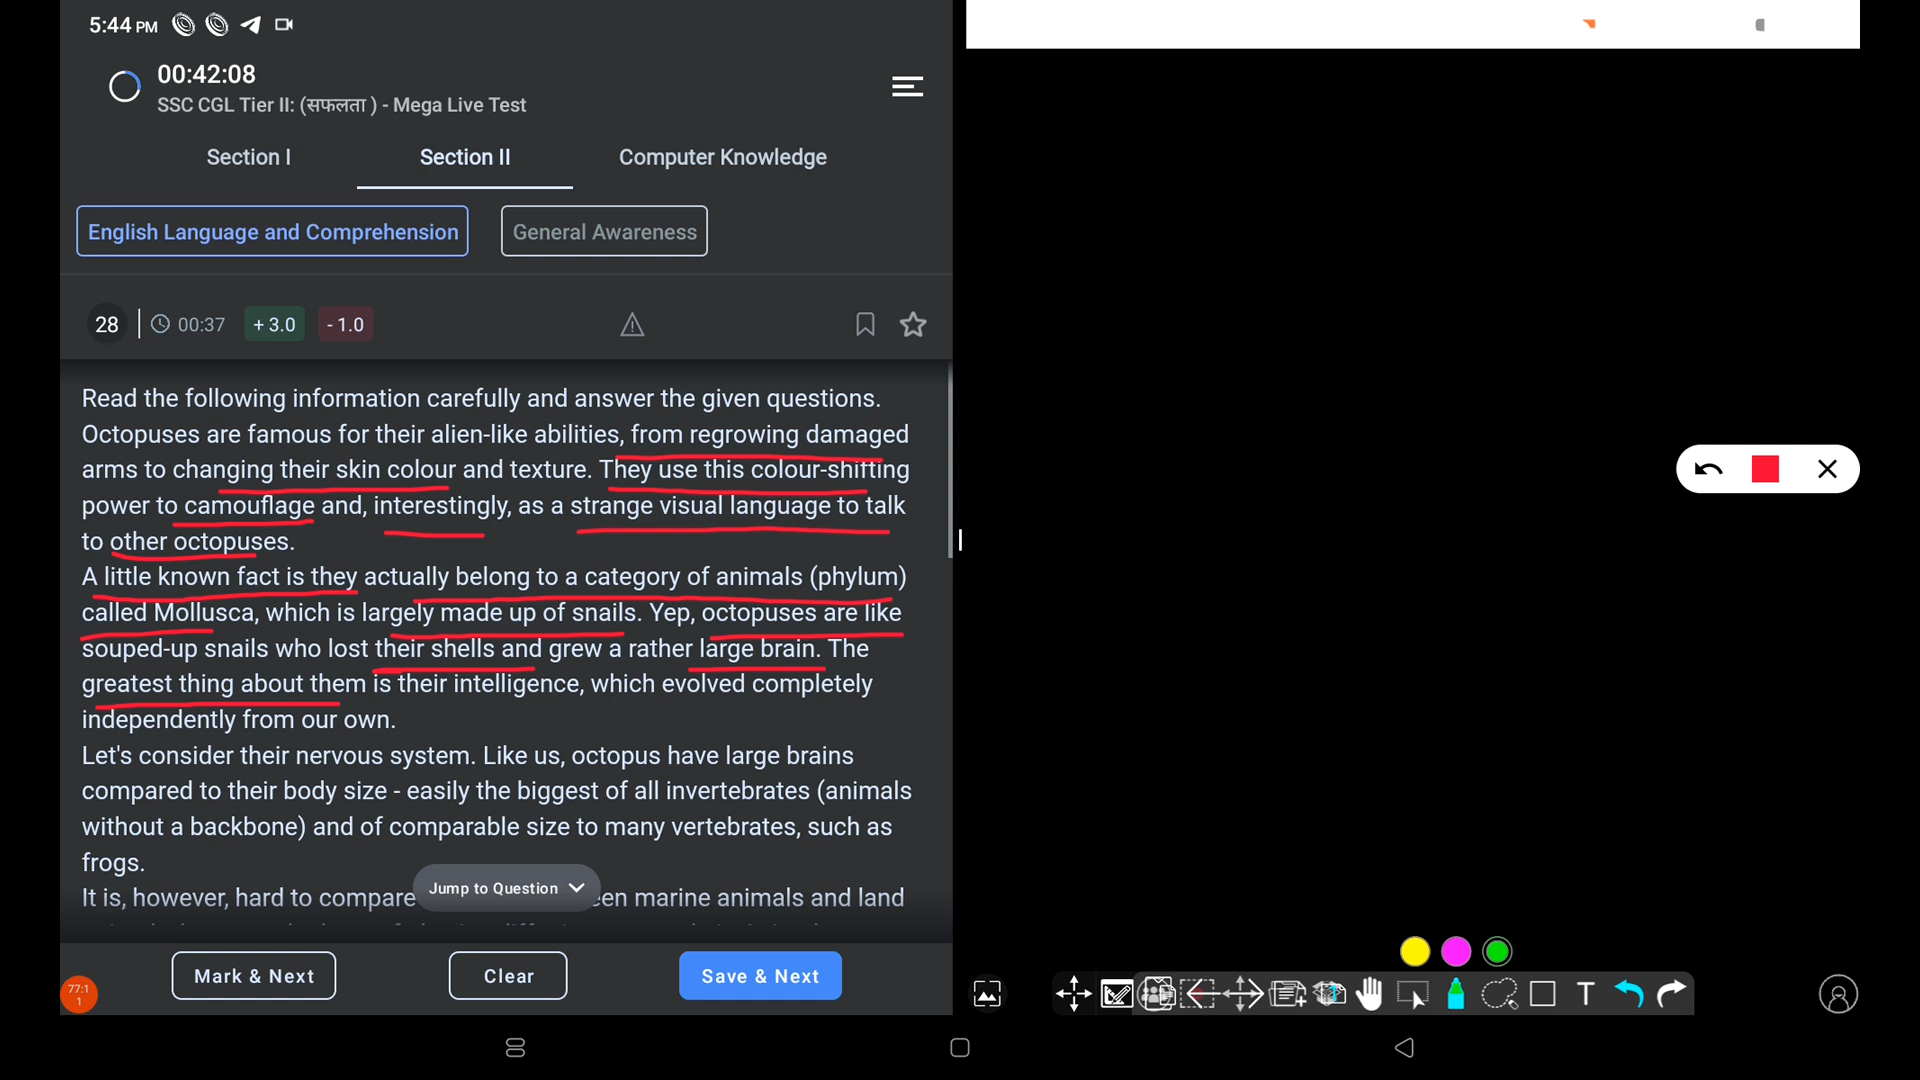 5:44 PM
00:42:08
SSC CGL Tier II: (सफलता ) - Mega Live Test
Section I
Section II
Computer Knowledge
English Language and Comprehension
General Awareness
28
00:37
+ 3.0
- 1.0
Read the following information carefully and answer the given questions.
Octopuses are famous for their alien-like abilities, from regrowing damaged
arms to changing their skin colour and texture. They use this colour-shifting
power to camouflage and, interestingly, as a strange visual language to talk
to other octopuses.
A little known fact is they actually belong to a category of animals (phylum)
called Mollusca, which is largely made up of snails. Yep, octopuses are like
souped-up snails who lost their shells and grew a rather large brain. The
greatest thing about them is their intelligence, which evolved completely
independently from our own.
Let's consider their nervous system. Like us, octopus have large brains
compared to their body size - easily the biggest of all invertebrates (animals
without a backbone) and of comparable size to many vertebrates, such as
frogs.
It is, however, hard to compare
een marine animals and land
Jump to Question
Mark & Next
Clear
Save & Next
77:1
1
T